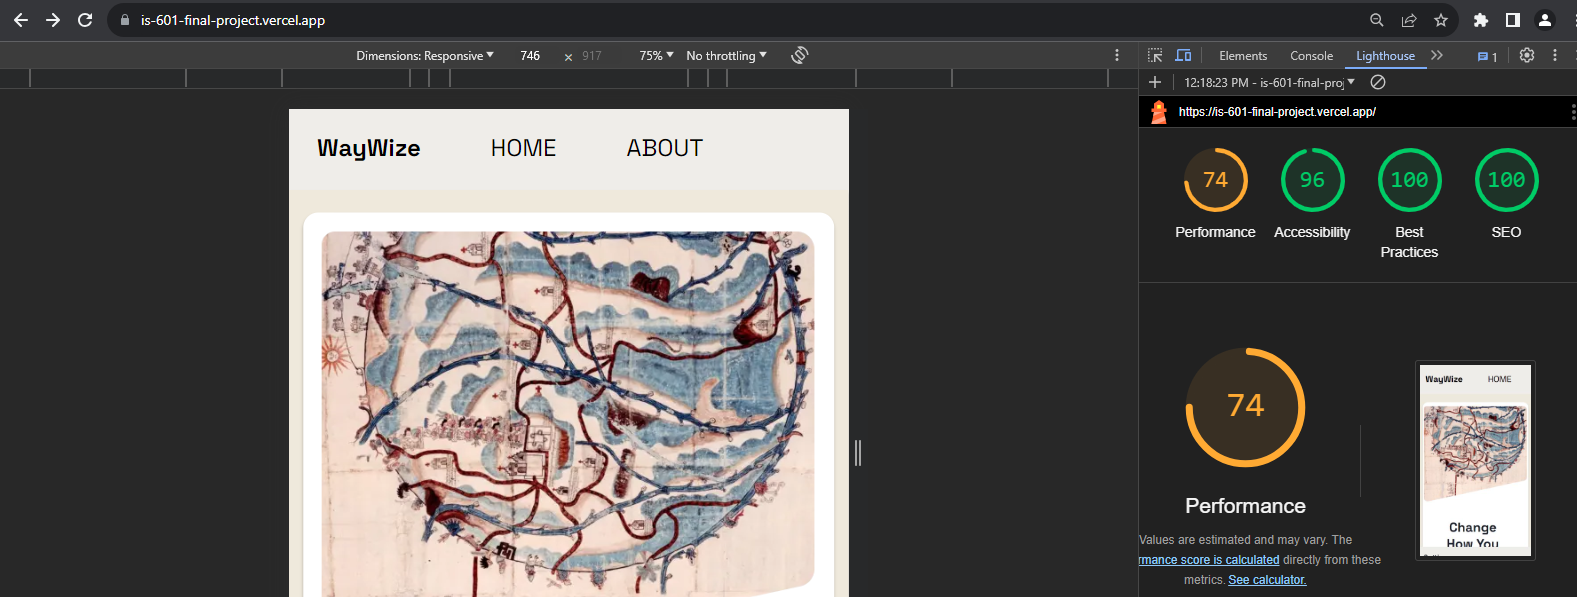 is-601-final-project.vercel.app
Dimensions: Responsive 746 × 917 75% No throttling
Elements Console Lighthouse 1
12:18:23 PM - is-601-final-proj
https://is-601-final-project.vercel.app/
WayWize HOME ABOUT
74 96 100 100
Performance Accessibility Best Practices SEO
74
WayWize HOME
Performance
Change
How You
Values are estimated and may vary. The
rmance score is calculated directly from these
metrics. See calculator.